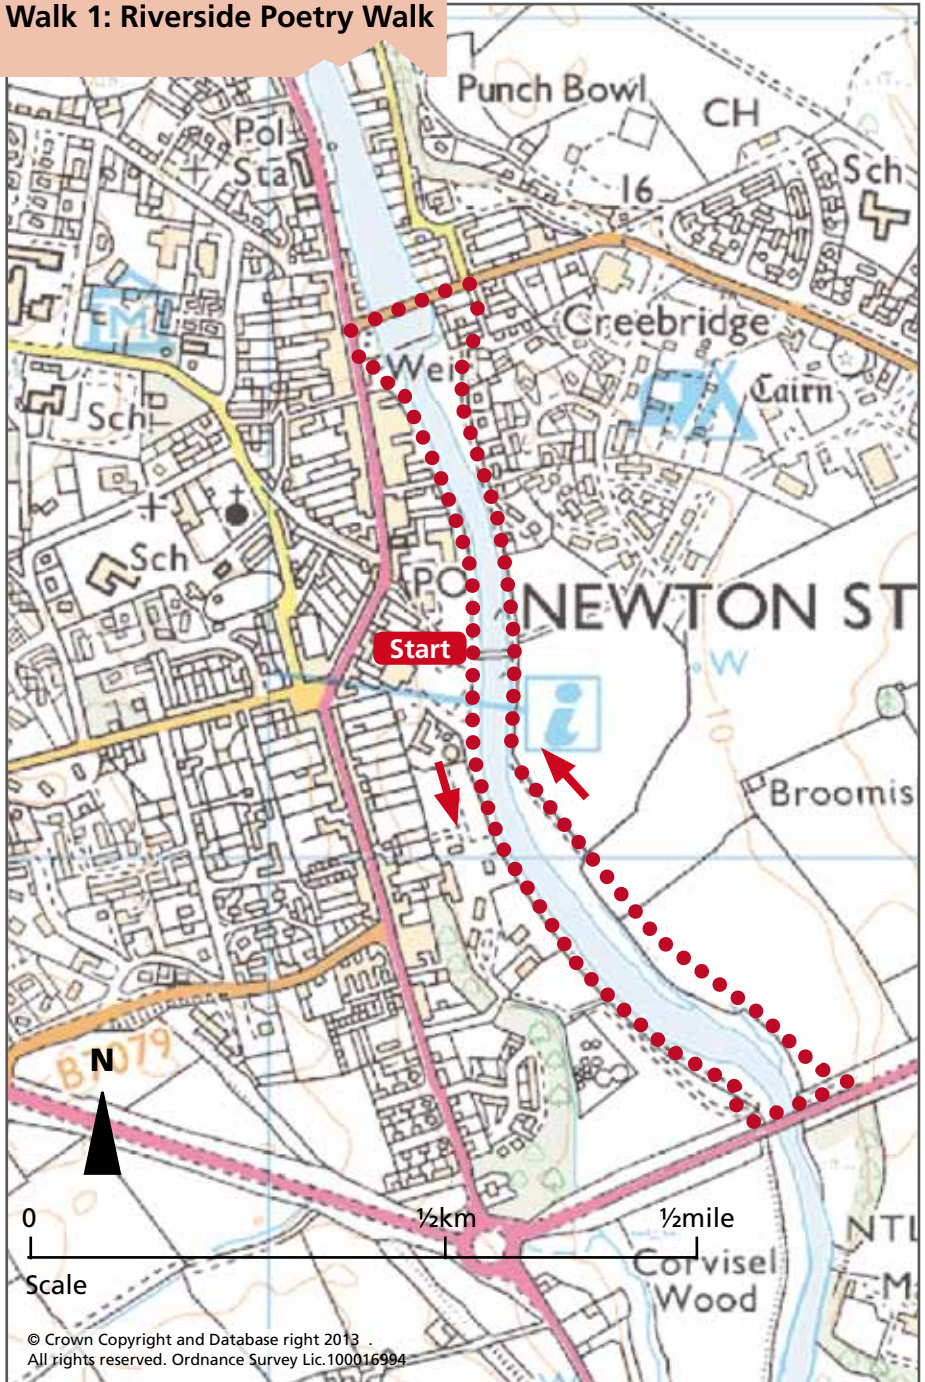 Walk 1: Riverside Poetry Walk
Punch Bowl
CH
Pol
Sta
Sch
16
M
Creebridge
Weir
Cairn
Sch
Sch
PO
NEWTON ST
Start
W
i
10
Broomis
B7079
N
0
½km
½mile
Scale
NTL
Corvisel
Wood
M
© Crown Copyright and Database right 2013 .
All rights reserved. Ordnance Survey Lic.100016994